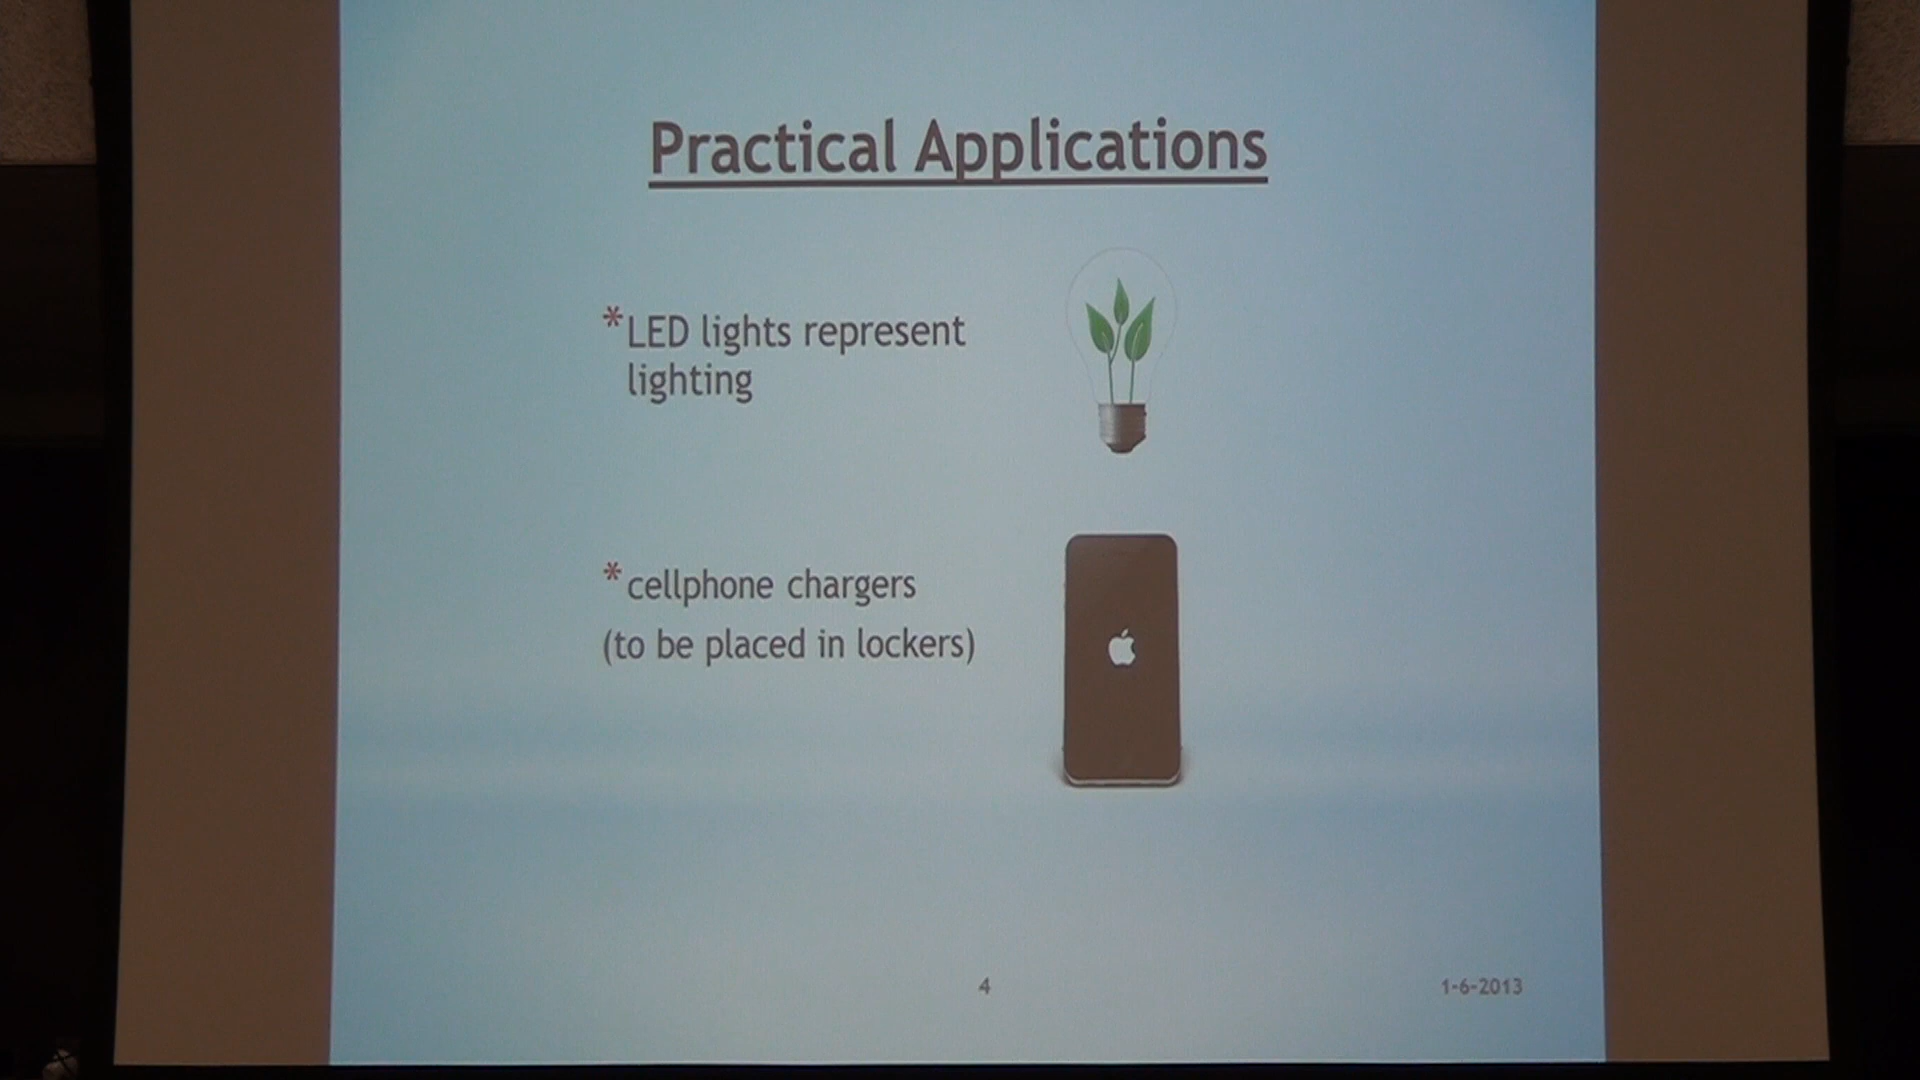 Practical Applications
*LED lights represent
lighting
*cellphone chargers
(to be placed in lockers)
4
1-6-2013